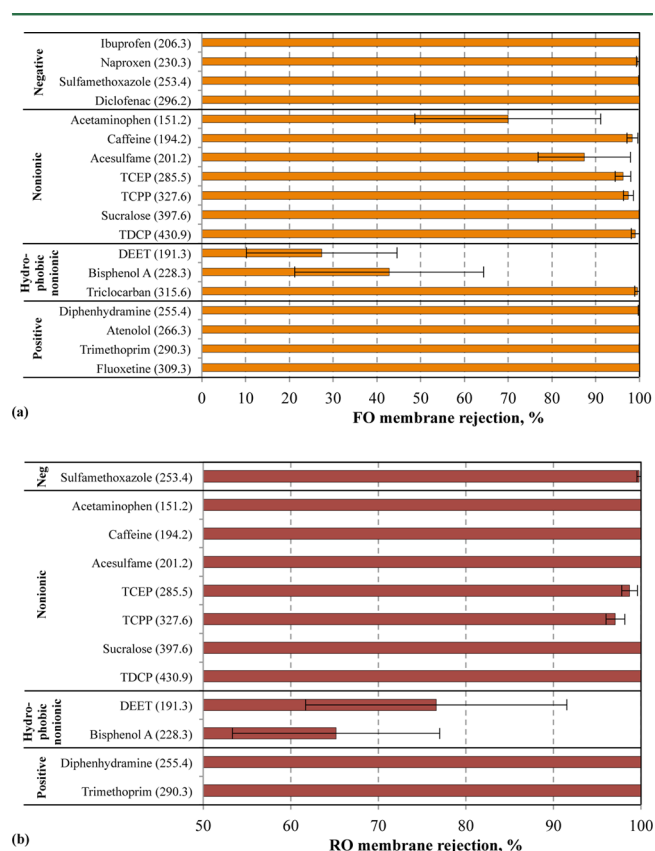 Negative
Ibuprofen (206.3)
Naproxen (230.3)
Sulfamethoxazole (253.4)
Diclofenac (296.2)
Nonionic
Acetaminophen (151.2)
Caffeine (194.2)
Acesulfame (201.2)
TCEP (285.5)
TCPP (327.6)
Sucralose (397.6)
TDCP (430.9)
Hydro-
phobic
nonionic
DEET (191.3)
Bisphenol A (228.3)
Triclocarban (315.6)
Positive
Diphenhydramine (255.4)
Atenolol (266.3)
Trimethoprim (290.3)
Fluoxetine (309.3)
0 10 20 30 40 50 60 70 80 90 100
(a)
FO membrane rejection, %
Neg
Sulfamethoxazole (253.4)
Nonionic
Acetaminophen (151.2)
Caffeine (194.2)
Acesulfame (201.2)
TCEP (285.5)
TCPP (327.6)
Sucralose (397.6)
TDCP (430.9)
Hydro-
phobic
nonionic
DEET (191.3)
Bisphenol A (228.3)
Positive
Diphenhydramine (255.4)
Trimethoprim (290.3)
50 60 70 80 90 100
(b)
RO membrane rejection, %